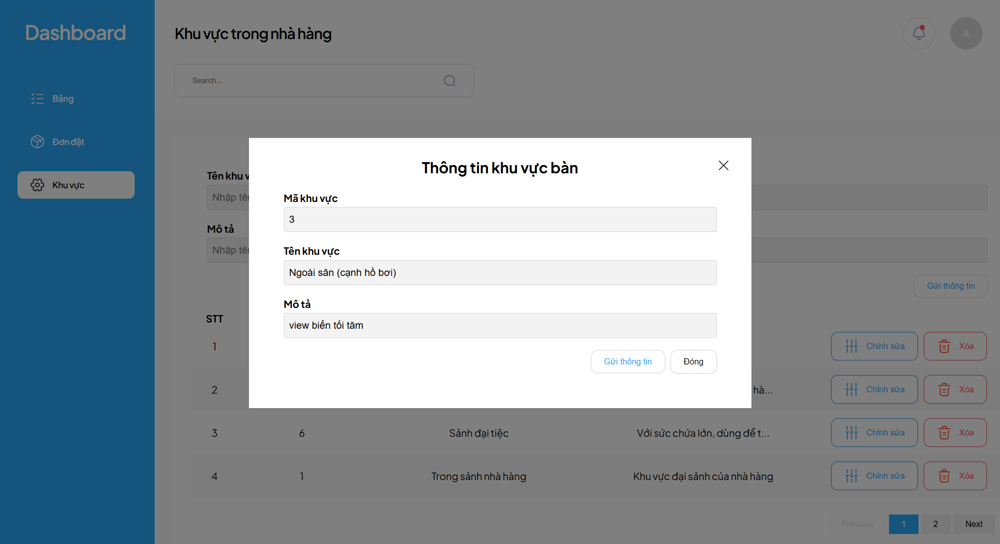 Dashboard
Khu vực trong nhà hàng
A
Search...
Bảng
Đơn đặt
Khu vực
Tên khu v
Nhập tê
Mô tả
Nhập tê
Gửi thông tin
Thông tin khu vực bàn
Mã khu vực
3
Tên khu vực
Ngoài sân (cạnh hồ bơi)
Mô tả
view biển tối tăm
Gửi thông tin Đóng
STT
1 Chỉnh sửa Xóa
2 hà... Chỉnh sửa Xóa
3 6 Sảnh đại tiệc Với sức chứa lớn, dùng để t... Chỉnh sửa Xóa
4 1 Trong sảnh nhà hàng Khu vực đại sảnh của nhà hàng Chỉnh sửa Xóa
Previous 1 2 Next